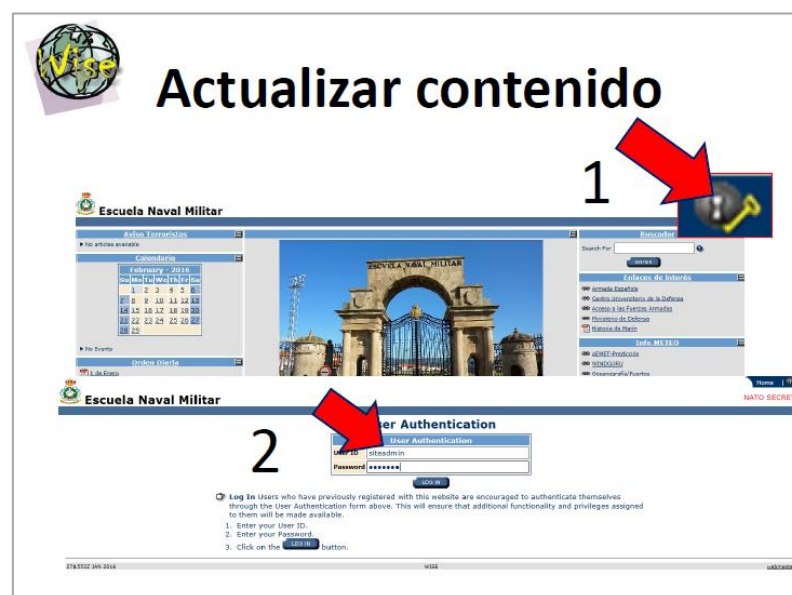 Wise
Actualizar contenido
1
Escuela Naval Militar
Aviso Terroristas
No articles available
Calendario
February - 2016
Su Mo Tu We Th Fr Sa
1 2 3 4 5 6
7 8 9 10 11 12 13
14 15 16 17 18 19 20
21 22 23 24 25 26 27
28 29
No Events
Orden Diaria
1 de Enero
ESCUELA NAVAL MILITAR
Buscador
Search For
Enlaces de Interés
Armada Española
Centro Universitario de la Defensa
Acceso a las Fuerzas Armadas
Ministerio de Defensa
Historia de Marín
Info METEO
AEMET-Predicción
WINDGURU
Oceanografía/Puertos
Home
NATO SECRET
Escuela Naval Militar
2
User Authentication
User Authentication
User ID siteadmin
Password
LOG IN
Log In Users who have previously registered with this website are encouraged to authenticate themselves
through the User Authentication form above. This will ensure that additional functionality and privileges assigned
to them will be made available.
1. Enter your User ID.
2. Enter your Password.
3. Click on the LOG IN button.
WISE